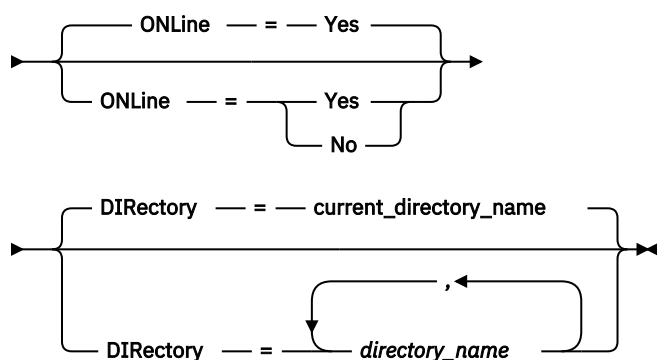 ONLine = Yes
ONLine = Yes
No
DIRectory = current_directory_name
,
DIRectory = directory_name